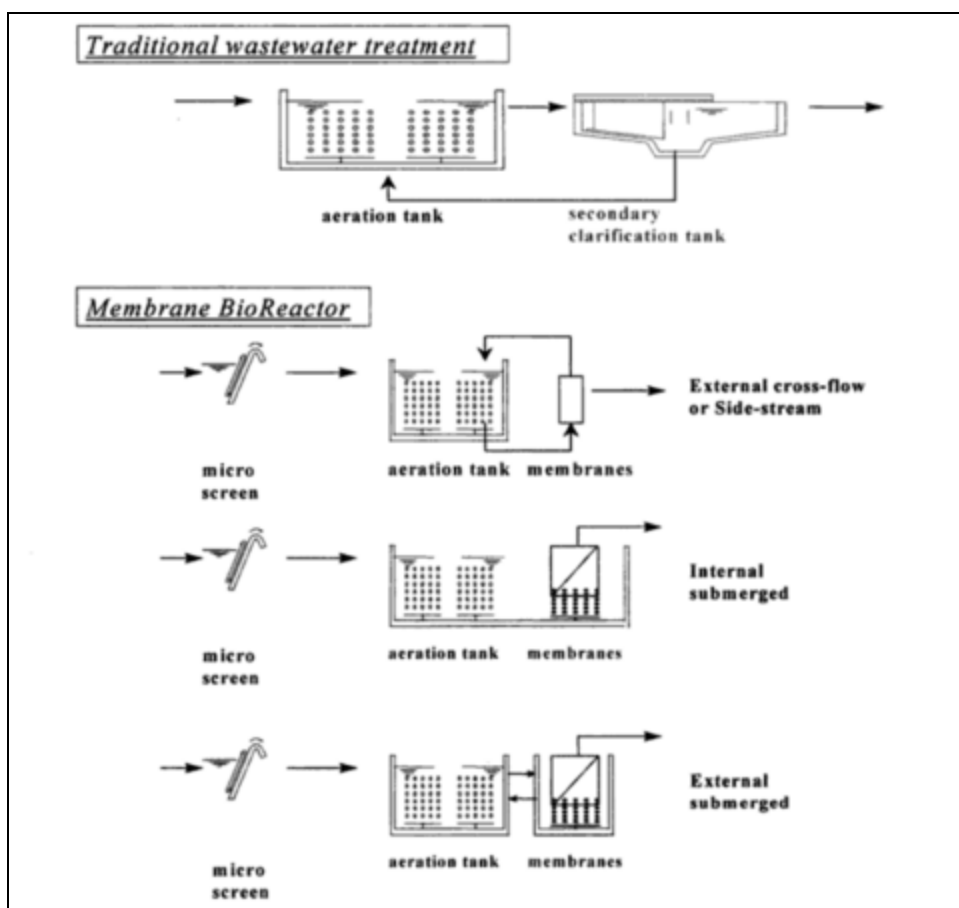 Traditional wastewater treatment
aeration tank
secondary
clarification tank
Membrane BioReactor
External cross-flow
or Side-stream
aeration tank
membranes
micro
screen
Internal
submerged
aeration tank
membranes
micro
screen
External
submerged
aeration tank
membranes
micro
screen